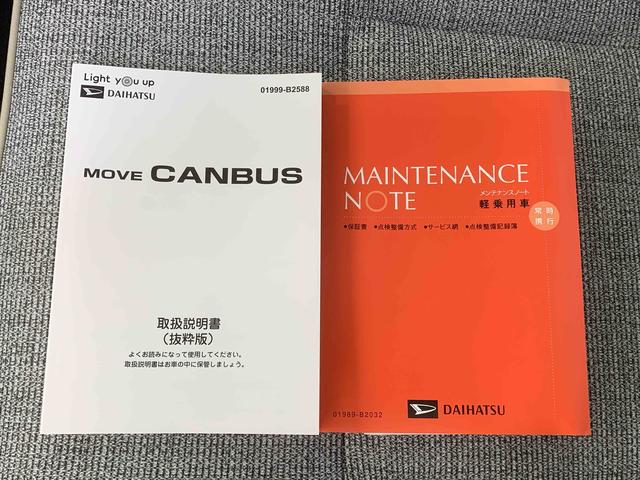 Light you up
DAIHATSU
01999-B2588
MOVE CANBUS
取扱説明書
（抜粋版）
よくお読みになって使用してください。
取扱説明書はお車の中に保管しましょう。
MAINTENANCE
NOTE
メンテナンスノート
軽乗用車
常時
携行
●保証書 ●点検整備方式 ●サービス網 ●点検整備記録簿
01989-B2032
DAIHATSU